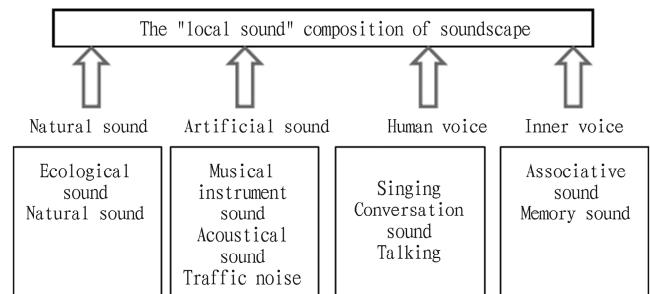 The "local sound" composition of soundscape
Natural sound
Artificial sound
Human voice
Inner voice
Ecological
sound
Natural sound
Musical
instrument
sound
Acoustical
sound
Traffic noise
Singing
Conversation
sound
Talking
Associative
sound
Memory sound